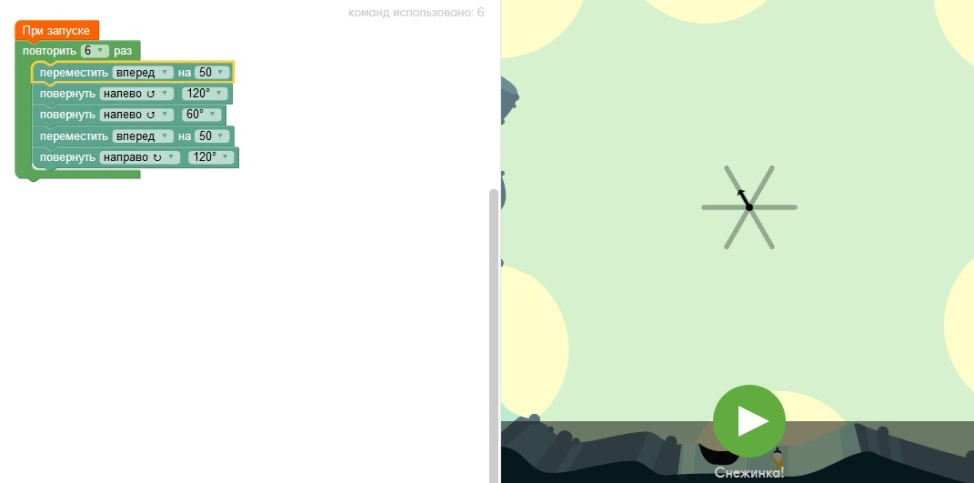 команд использовано: 6
При запуске
повторить 6 раз
переместить вперед на 50
повернуть налево ↺ 120°
повернуть налево ↺ 60°
переместить вперед на 50
повернуть направо ↻ 120°
Снежинка!